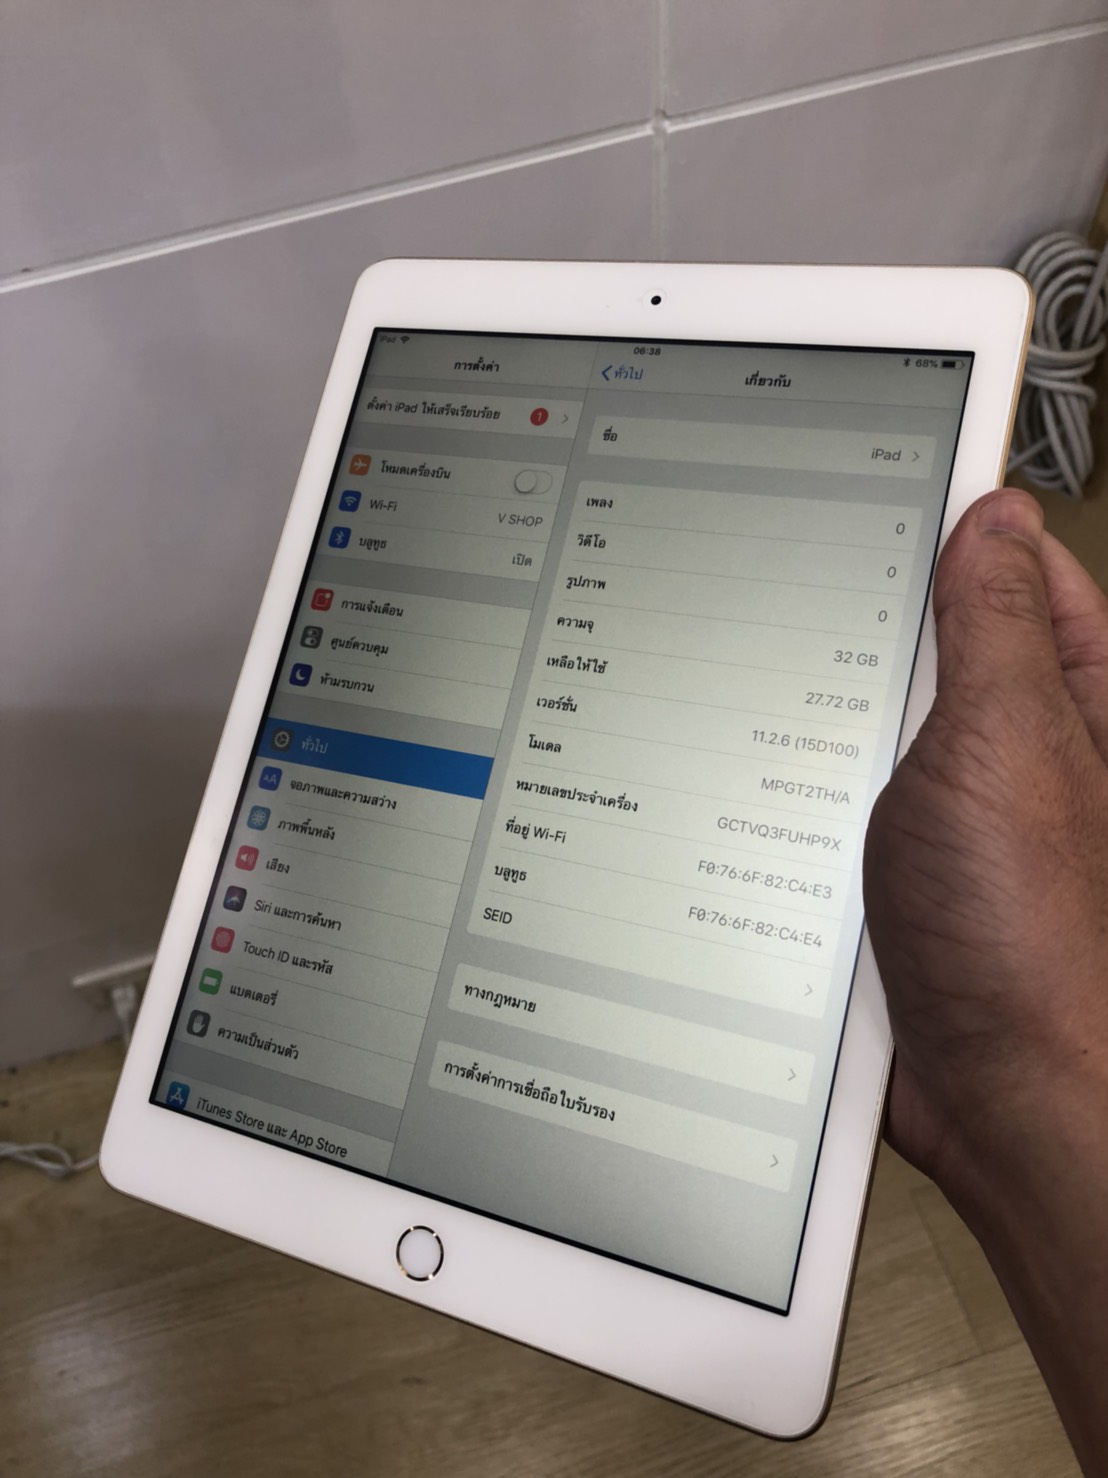 iPad
06:38
68%
การตั้งค่า
ตั้งค่า iPad ให้เสร็จเรียบร้อย
1
โหมดเครื่องบิน
Wi-Fi
V SHOP
บลูทูธ
เปิด
การแจ้งเตือน
ศูนย์ควบคุม
ห้ามรบกวน
ทั่วไป
จอภาพและความสว่าง
ภาพพื้นหลัง
เสียง
Siri และการค้นหา
Touch ID และรหัส
แบตเตอรี่
ความเป็นส่วนตัว
iTunes Store และ App Store
ทั่วไป
เกี่ยวกับ
ชื่อ
iPad
เพลง
0
วิดีโอ
0
รูปภาพ
0
ความจุ
32 GB
เหลือให้ใช้
27.72 GB
เวอร์ชั่น
11.2.6 (15D100)
โมเดล
MPGT2TH/A
หมายเลขประจำเครื่อง
GCTVQ3FUHP9X
ที่อยู่ Wi-Fi
F0:76:6F:82:C4:E3
บลูทูธ
F0:76:6F:82:C4:E4
SEID
ทางกฎหมาย
การตั้งค่าการเชื่อถือใบรับรอง